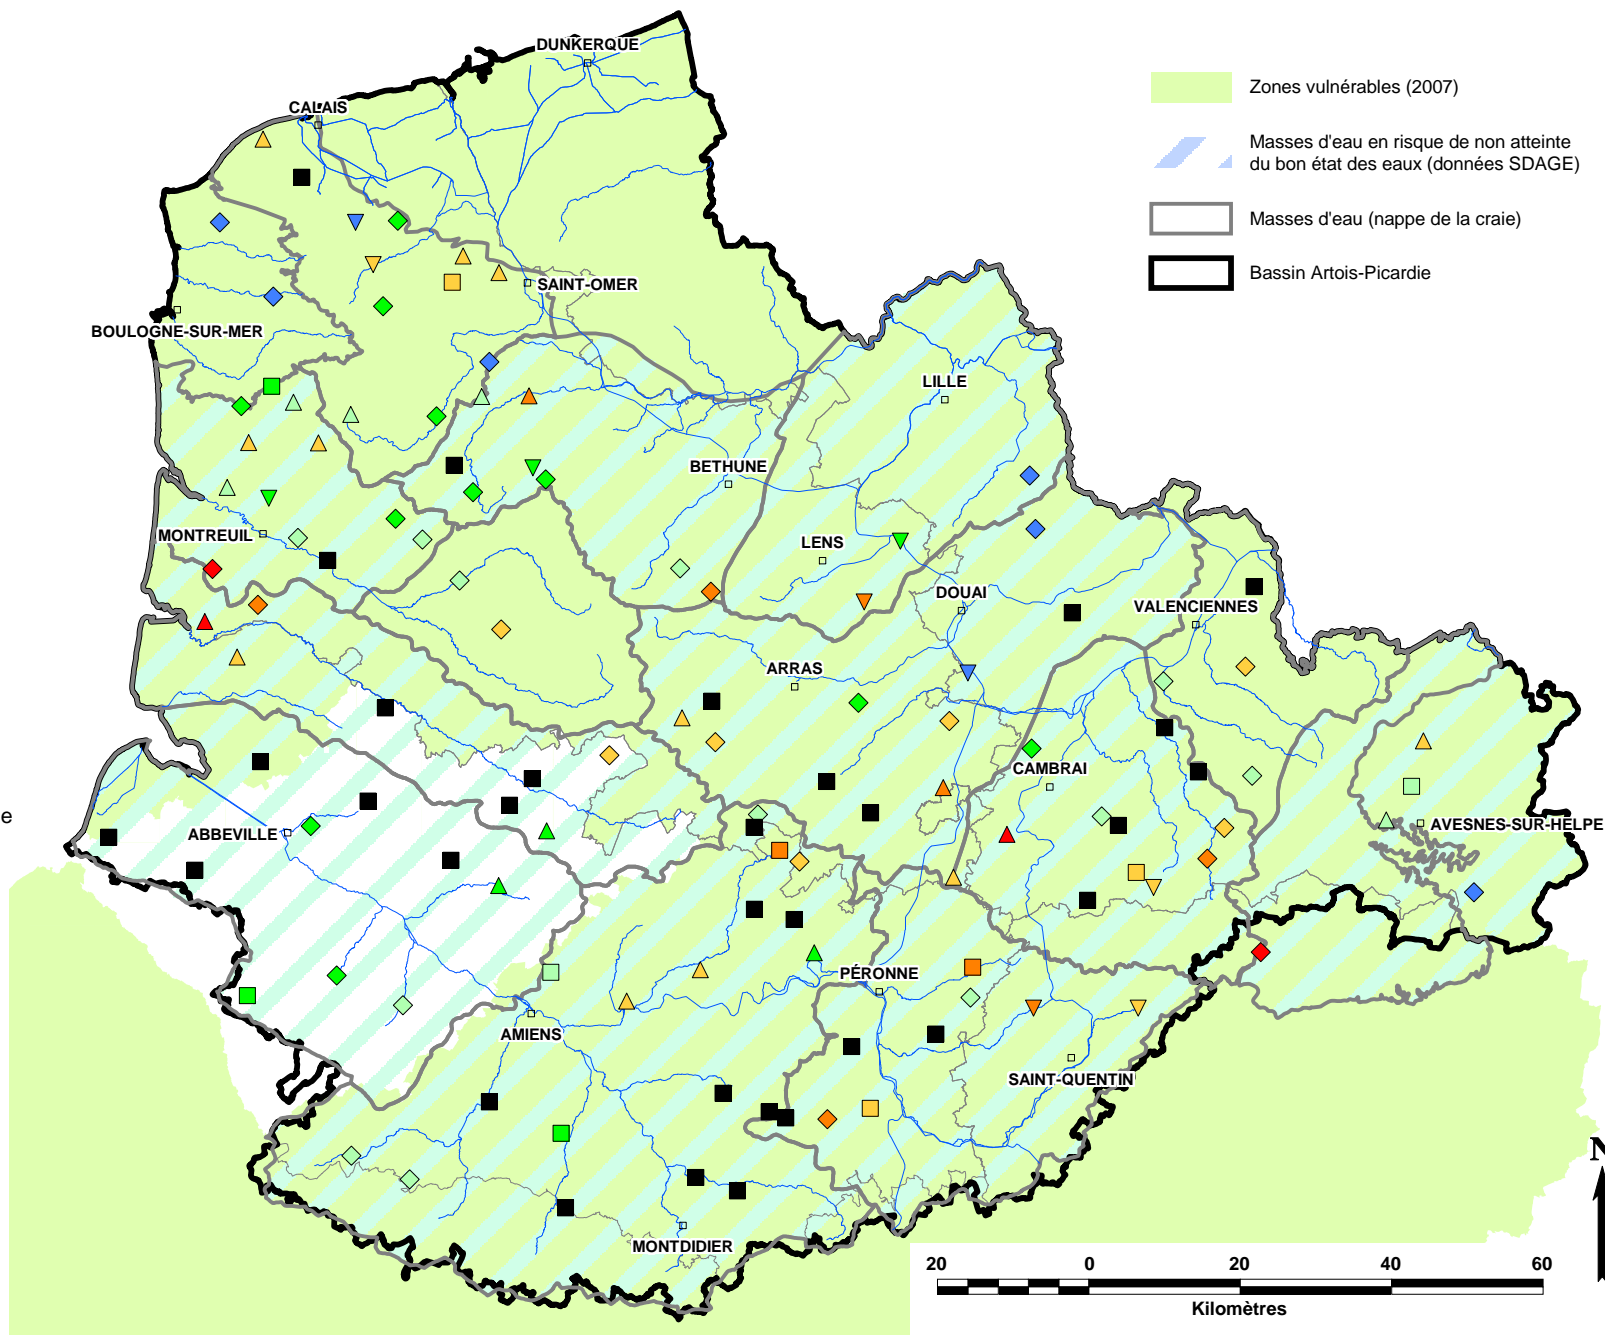 DUNKERQUE
Zones vulnérables (2007)
CALAIS
Masses d'eau en risque de non atteinte
du bon état des eaux (données SDAGE)
Masses d'eau (nappe de la craie)
Bassin Artois-Picardie
SAINT-OMER
BOULOGNE-SUR-MER
LILLE
BETHUNE
MONTREUIL
LENS
DOUAI
VALENCIENNES
ARRAS
CAMBRAI
e
ABBEVILLE
AVESNES-SUR-HELPE
PÉRONNE
AMIENS
SAINT-QUENTIN
N
MONTDIDIER
20 0 20 40 60
Kilomètres